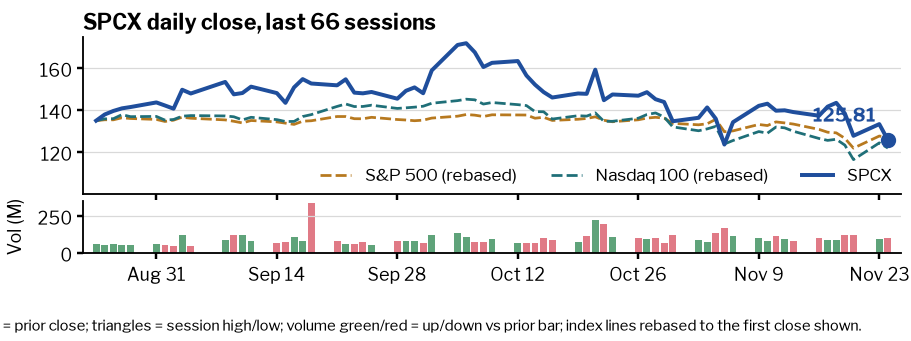 SPCX daily close, last 66 sessions
160
140
120
125.81
S&P 500 (rebased) Nasdaq 100 (rebased) SPCX
Vol (M)
250
0
Aug 31 Sep 14 Sep 28 Oct 12 Oct 26 Nov 9 Nov 23
= prior close; triangles = session high/low; volume green/red = up/down vs prior bar; index lines rebased to the first close shown.